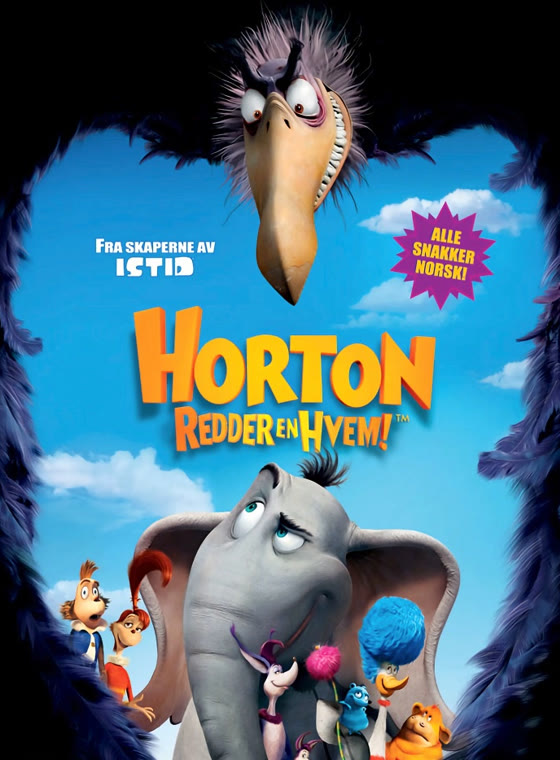 FRA SKAPERNE AV
ISTID
ALLE
SNAKKER
NORSK!
HORTON
REDDER EN HVEM!™